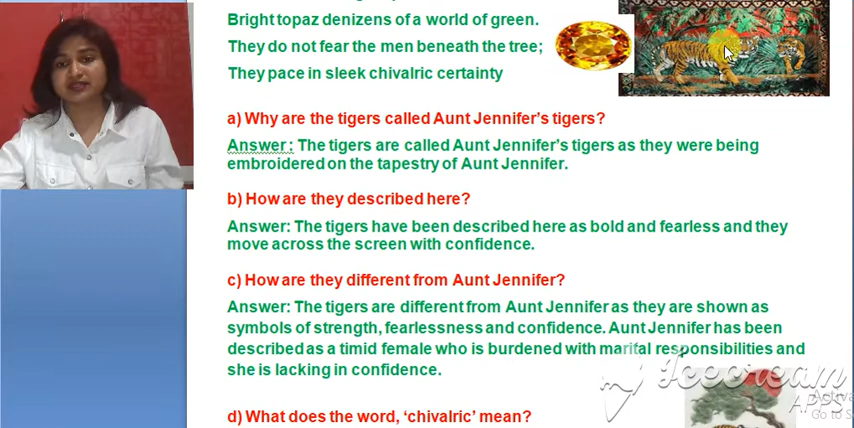 Bright topaz denizens of a world of green.
They do not fear the men beneath the tree;
They pace in sleek chivalric certainty
a) Why are the tigers called Aunt Jennifer's tigers?
Answer : The tigers are called Aunt Jennifer's tigers as they were being
embroidered on the tapestry of Aunt Jennifer.
b) How are they described here?
Answer: The tigers have been described here as bold and fearless and they
move across the screen with confidence.
c) How are they different from Aunt Jennifer?
Answer: The tigers are different from Aunt Jennifer as they are shown as
symbols of strength, fearlessness and confidence. Aunt Jennifer has been
described as a timid female who is burdened with marital responsibilities and
she is lacking in confidence.
Icecream
APPS
d) What does the word, 'chivalric' mean?